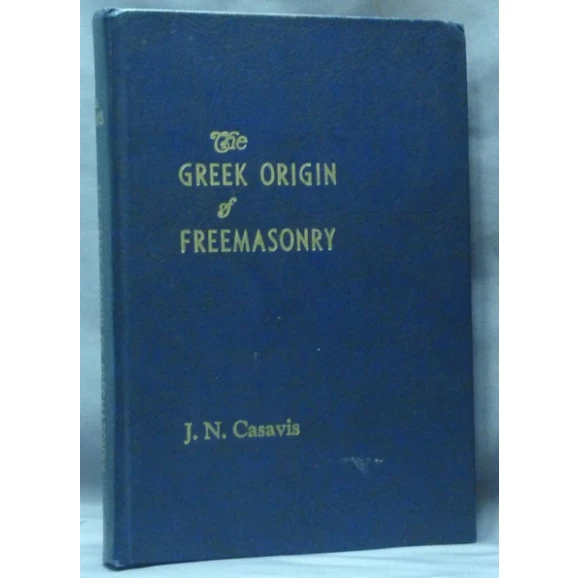 The
GREEK ORIGIN
of
FREEMASONRY
J. N. Casavis